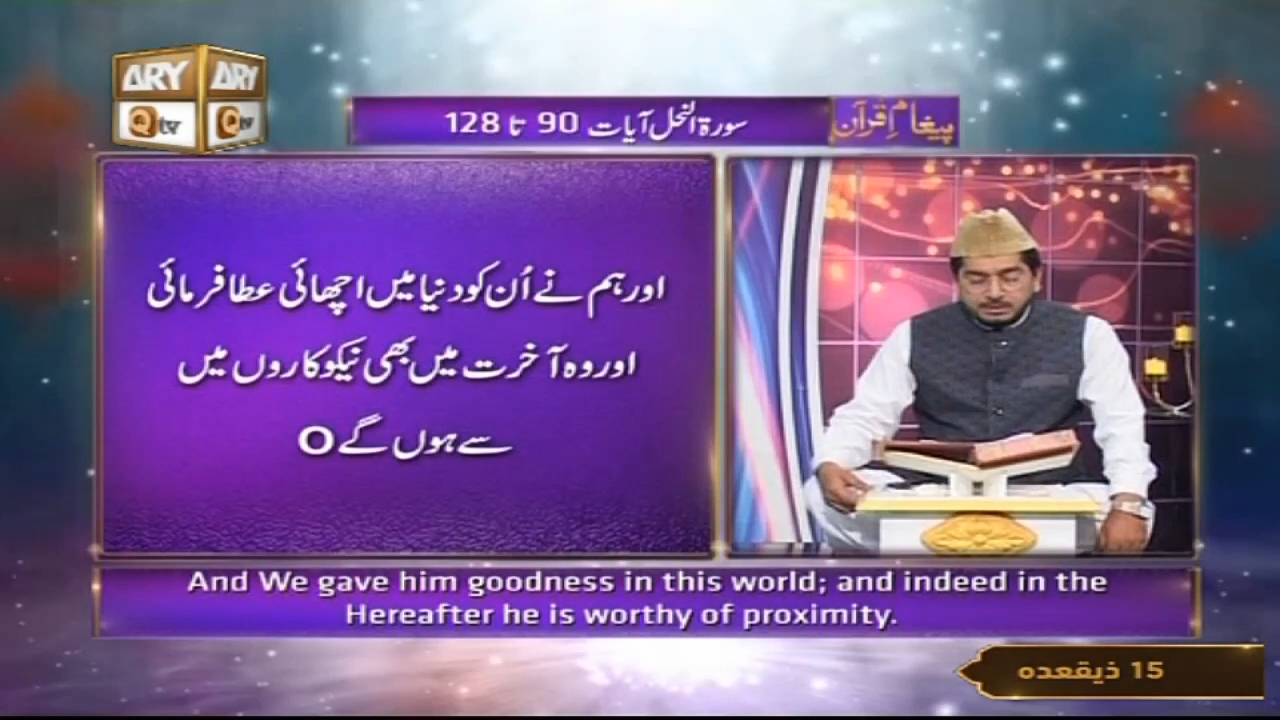 ARY ARY
Qtv Qtv
پیغامِ قرآن
سورۃ النحل آیات 90 تا 128
اور ہم نے اُن کو دنیا میں اچھائی عطا فرمائی
اور وہ آخرت میں بھی نیکو کاروں میں
سے ہوں گے O
And We gave him goodness in this world; and indeed in the
Hereafter he is worthy of proximity.
15 ذیقعدہ